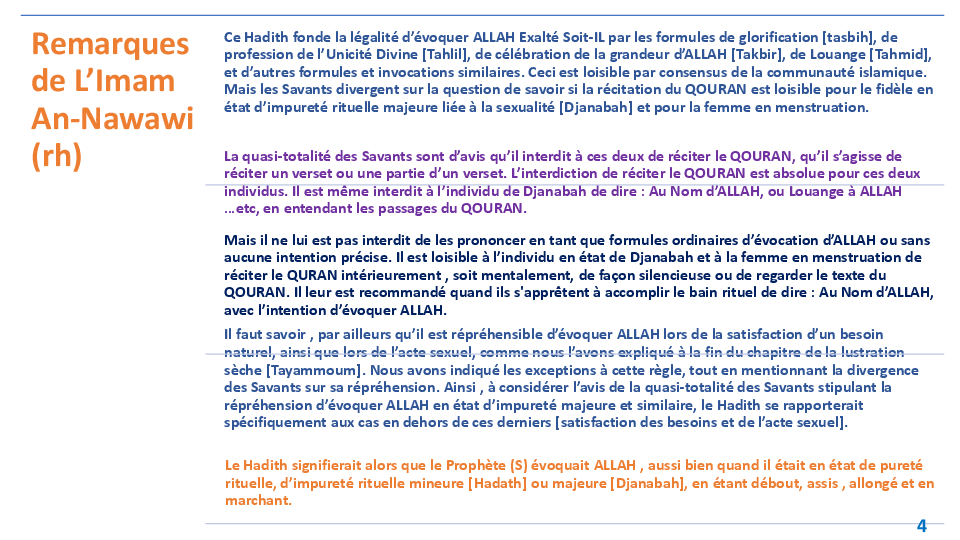 Remarques
de L’Imam
An-Nawawi
(rh)
Ce Hadith fonde la légalité d’évoquer ALLAH Exalté Soit-IL par les formules de glorification [tasbih], de
profession de l’Unicité Divine [Tahlil], de célébration de la grandeur d’ALLAH [Takbir], de Louange [Tahmid],
et d’autres formules et invocations similaires. Ceci est loisible par consensus de la communauté islamique.
Mais les Savants divergent sur la question de savoir si la récitation du QOURAN est loisible pour le fidèle en
état d’impureté rituelle majeure liée à la sexualité [Djanabah] et pour la femme en menstruation.
La quasi-totalité des Savants sont d’avis qu’il interdit à ces deux de réciter le QOURAN, qu’il s’agisse de
réciter un verset ou une partie d’un verset. L’interdiction de réciter le QOURAN est absolue pour ces deux
individus. Il est même interdit à l’individu de Djanabah de dire : Au Nom d’ALLAH, ou Louange à ALLAH
…etc, en entendant les passages du QOURAN.
Mais il ne lui est pas interdit de les prononcer en tant que formules ordinaires d’évocation d’ALLAH ou sans
aucune intention précise. Il est loisible à l’individu en état de Djanabah et à la femme en menstruation de
réciter le QURAN intérieurement , soit mentalement, de façon silencieuse ou de regarder le texte du
QOURAN. Il leur est recommandé quand ils s'apprêtent à accomplir le bain rituel de dire : Au Nom d’ALLAH,
avec l’intention d’évoquer ALLAH.
Il faut savoir , par ailleurs qu’il est répréhensible d’évoquer ALLAH lors de la satisfaction d’un besoin
naturel, ainsi que lors de l’acte sexuel, comme nous l’avons expliqué à la fin du chapitre de la lustration
sèche [Tayammoum]. Nous avons indiqué les exceptions à cette règle, tout en mentionnant la divergence
des Savants sur sa répréhension. Ainsi , à considérer l’avis de la quasi-totalité des Savants stipulant la
répréhension d’évoquer ALLAH en état d’impureté majeure et similaire, le Hadith se rapporterait
spécifiquement aux cas en dehors de ces derniers [satisfaction des besoins et de l’acte sexuel].
Le Hadith signifierait alors que le Prophète (S) évoquait ALLAH , aussi bien quand il était en état de pureté
rituelle, d’impureté rituelle mineure [Hadath] ou majeure [Djanabah], en étant débout, assis , allongé et en
marchant.
4